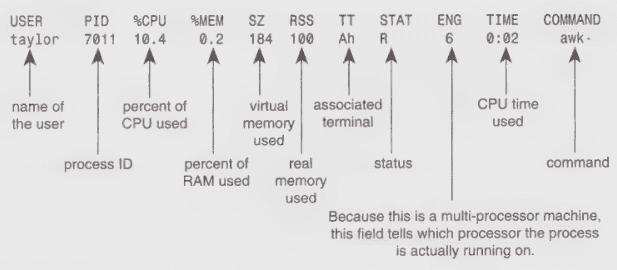 USER PID %CPU %MEM SZ RSS TT STAT ENG TIME COMMAND
taylor 7011 10.4 0.2 184 100 Ah R 6 0:02 awk-
name of
the user
percent of
CPU used
virtual
memory
used
associated
terminal
CPU time
used
process ID
percent of
RAM used
real
memory
used
status
command
Because this is a multi-processor machine,
this field tells which processor the process
is actually running on.